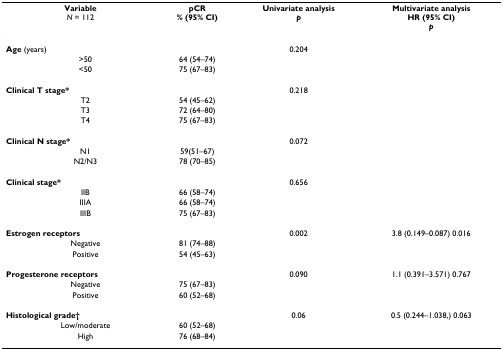 Variable pCR Univariate analysis Multivariate analysis
N = 112 % (95% CI) p HR (95% CI)
p
Age (years) 0.204
>50 64 (54–74)
<50 75 (67–83)
Clinical T stage* 0.218
T2 54 (45–62)
T3 72 (64–80)
T4 75 (67–83)
Clinical N stage* 0.072
N1 59(51–67)
N2/N3 78 (70–85)
Clinical stage* 0.656
IIB 66 (58–74)
IIIA 66 (58–74)
IIIB 75 (67–83)
Estrogen receptors 0.002 3.8 (0.149–0.087) 0.016
Negative 81 (74–88)
Positive 54 (45–63)
Progesterone receptors 0.090 1.1 (0.391–3.571) 0.767
Negative 75 (67–83)
Positive 60 (52–68)
Histological grade† 0.06 0.5 (0.244–1.038,) 0.063
Low/moderate 60 (52–68)
High 76 (68–84)